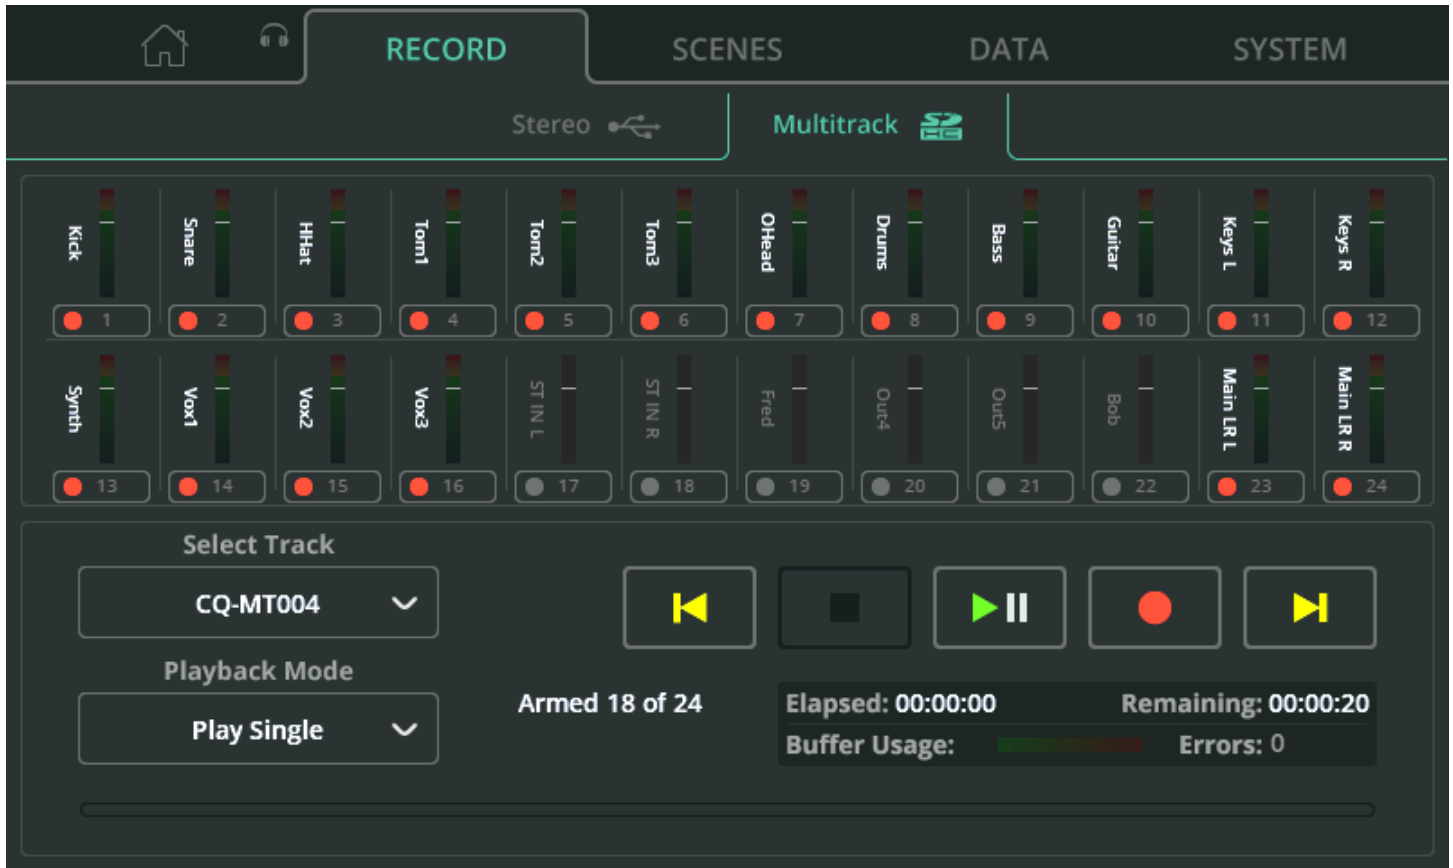 RECORD SCENES DATA SYSTEM
Stereo Multitrack SD HC
Kick Snare HHat Tom1 Tom2 Tom3 OHead Drums Bass Guitar Keys L Keys R
1 2 3 4 5 6 7 8 9 10 11 12
Synth Vox1 Vox2 Vox3 ST IN L ST IN R Fred Out4 Out5 Bob Main LR L Main LR R
13 14 15 16 17 18 19 20 21 22 23 24
Select Track
CQ-MT004
Playback Mode
Play Single
Armed 18 of 24
Elapsed: 00:00:00 Remaining: 00:00:20
Buffer Usage: Errors: 0